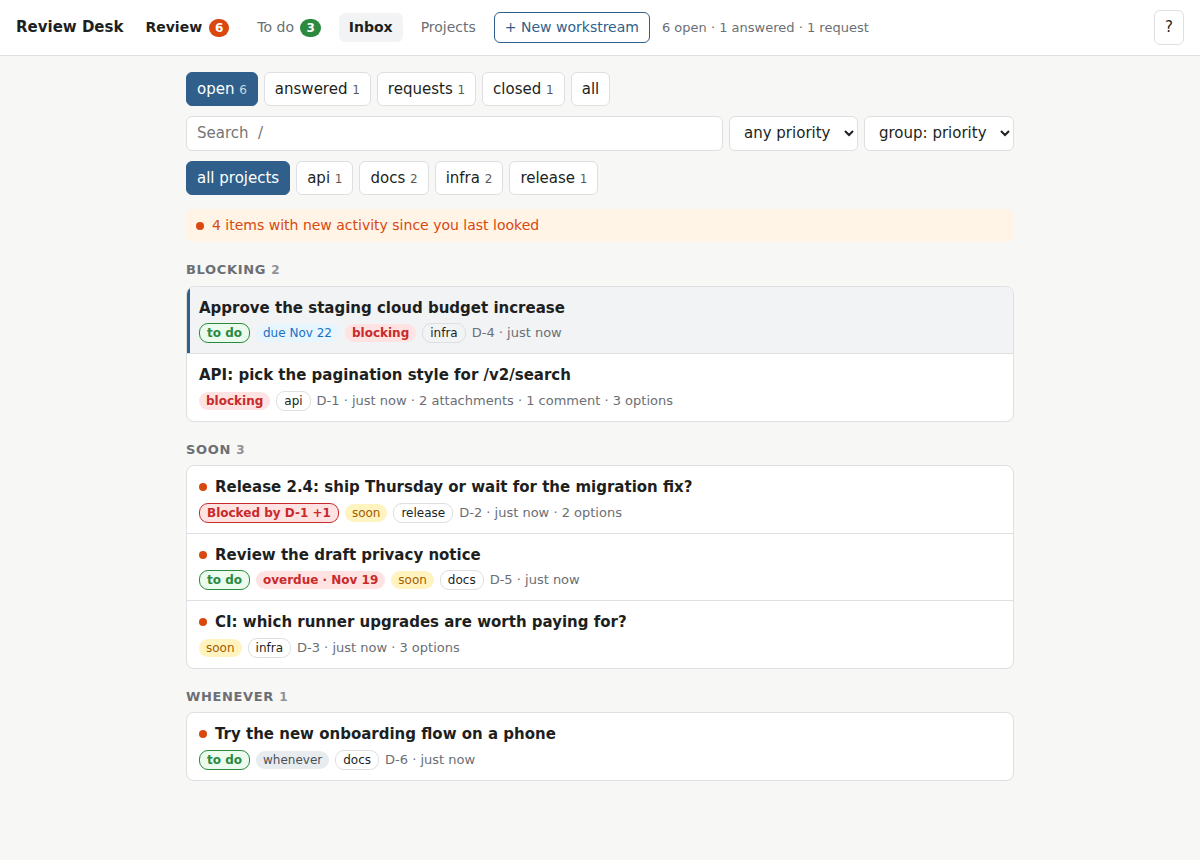 Review Desk Review 6 To do 3 Inbox Projects + New workstream 6 open · 1 answered · 1 request ?
open 6 answered 1 requests 1 closed 1 all
Search / any priority group: priority
all projects api 1 docs 2 infra 2 release 1
4 items with new activity since you last looked
BLOCKING 2
Approve the staging cloud budget increase
to do due Nov 22 blocking infra D-4 · just now
API: pick the pagination style for /v2/search
blocking api D-1 · just now · 2 attachments · 1 comment · 3 options
SOON 3
Release 2.4: ship Thursday or wait for the migration fix?
Blocked by D-1 +1 soon release D-2 · just now · 2 options
Review the draft privacy notice
to do overdue · Nov 19 soon docs D-5 · just now
CI: which runner upgrades are worth paying for?
soon infra D-3 · just now · 3 options
WHENEVER 1
Try the new onboarding flow on a phone
to do whenever docs D-6 · just now